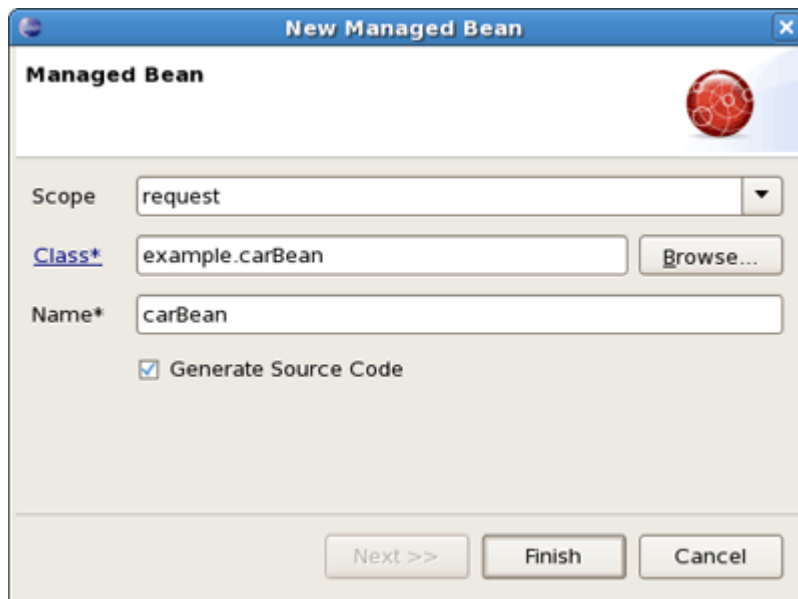 New Managed Bean
Managed Bean
Scope request
Class* example.carBean Browse...
Name* carBean
Generate Source Code
Next >> Finish Cancel